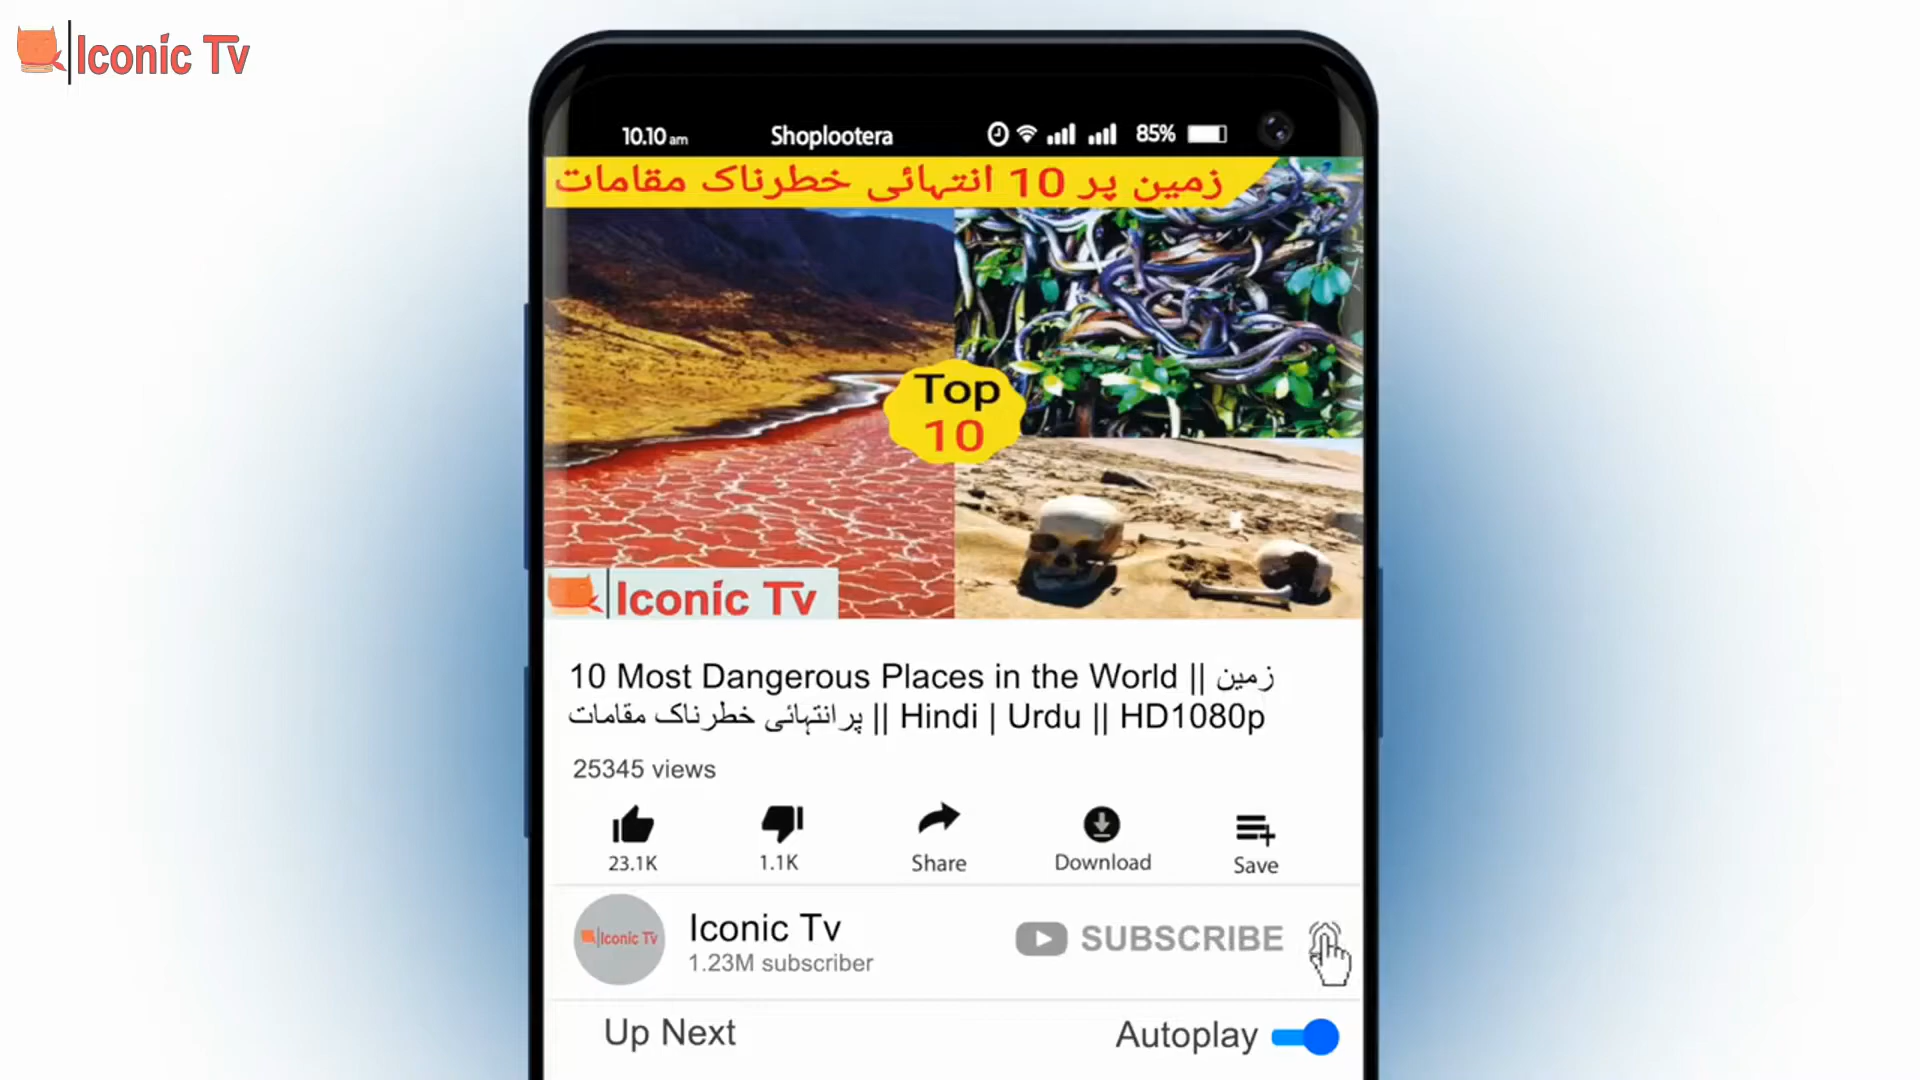 Iconic Tv
10.10 am Shoplootera 85%
زمین پر 10 انتہائی خطرناک مقامات
Top
10
Iconic Tv
10 Most Dangerous Places in the World || زمین
پرانتہائی خطرناک مقامات || Hindi | Urdu || HD1080p
25345 views
23.1K 1.1K Share Download Save
Iconic Tv
Iconic Tv
1.23M subscriber
SUBSCRIBE
Up Next Autoplay